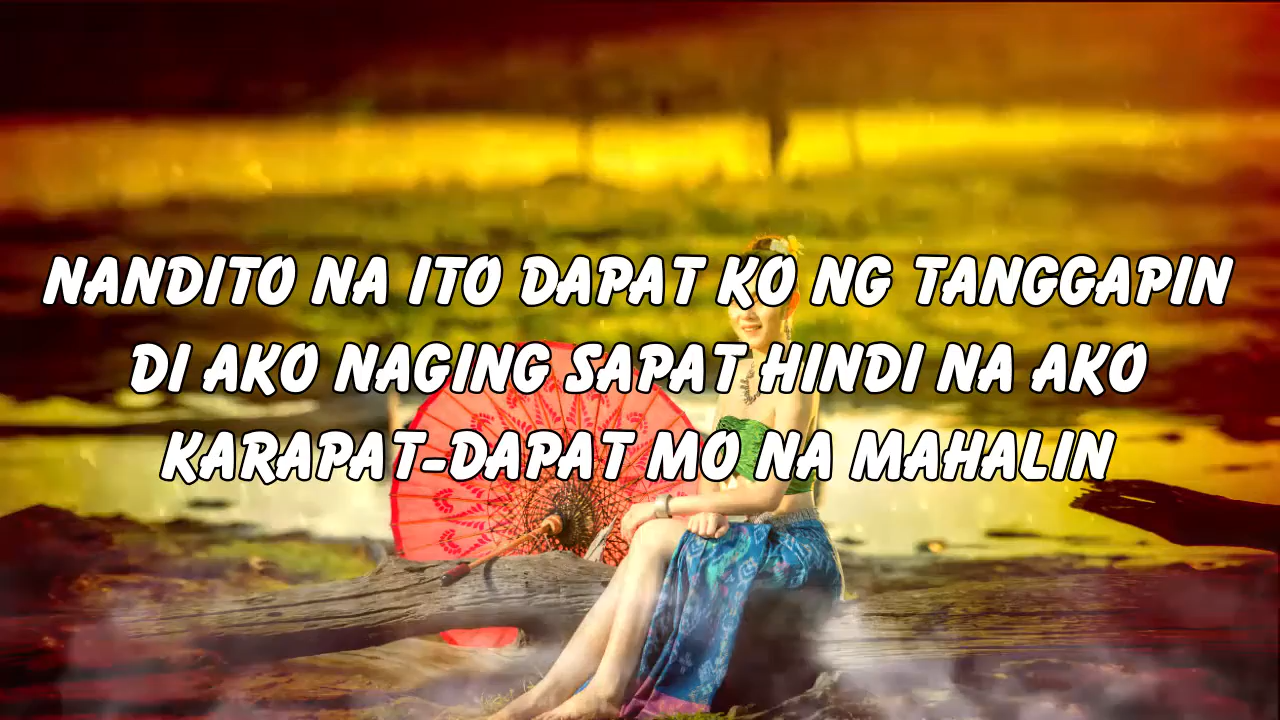 NANDITO NA ITO DAPAT KO NG TANGGAPIN
DI AKO NAGING SAPAT HINDI NA AKO
KARAPAT-DAPAT MO NA MAHALIN